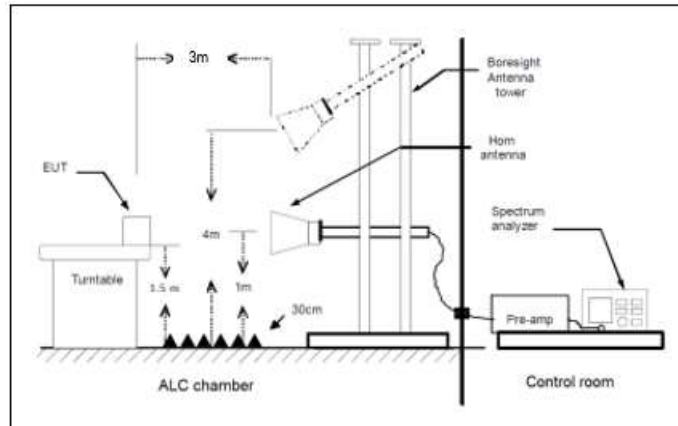 3m
Boresight
Antenna
tower
Horn
antenna
EUT
Spectrum
analyzer
4m
Turntable
1.5 m
1m
30cm
Pre-amp
ALC chamber
Control room